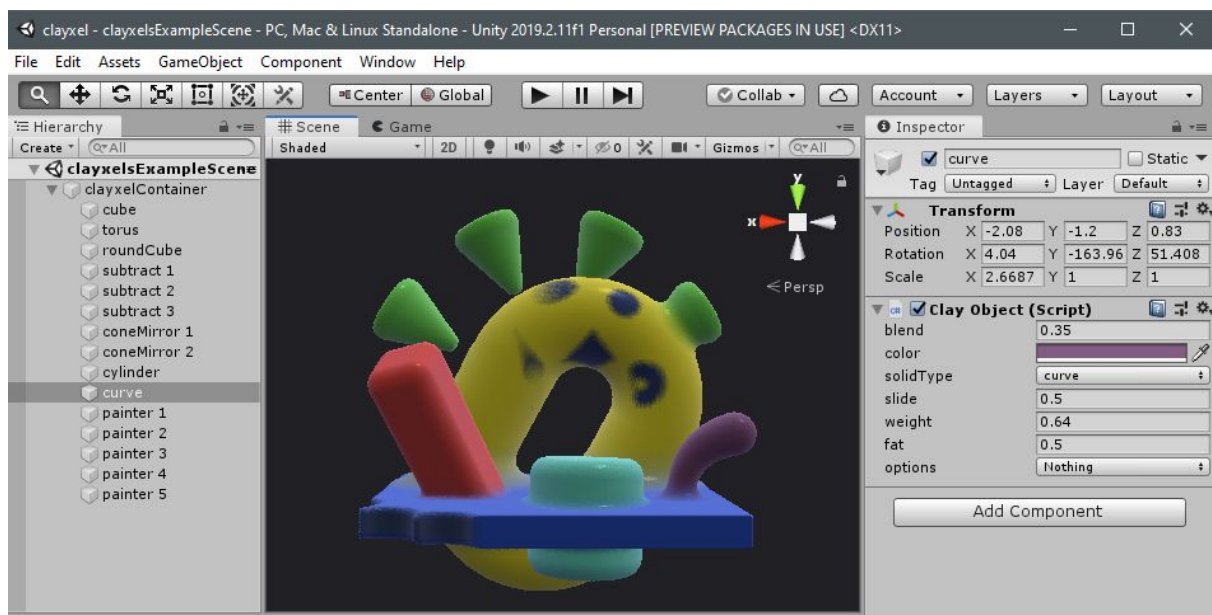 clayxel - clayxelsExampleScene - PC, Mac & Linux Standalone - Unity 2019.2.11f1 Personal [PREVIEW PACKAGES IN USE] <DX11>
File Edit Assets GameObject Component Window Help
Center Global Collab Account Layers Layout
Hierarchy
Create All
clayxelsExampleScene
clayxelContainer
cube
torus
roundCube
subtract 1
subtract 2
subtract 3
coneMirror 1
coneMirror 2
cylinder
curve
painter 1
painter 2
painter 3
painter 4
painter 5
Scene Game
Shaded 2D 0 Gizmos All
y
x
Persp
Inspector
curve Static
Tag Untagged Layer Default
Transform
Position X -2.08 Y -1.2 Z 0.83
Rotation X 4.04 Y -163.96 Z 51.408
Scale X 2.6687 Y 1 Z 1
Clay Object (Script)
blend 0.35
color
solidType curve
slide 0.5
weight 0.64
fat 0.5
options Nothing
Add Component